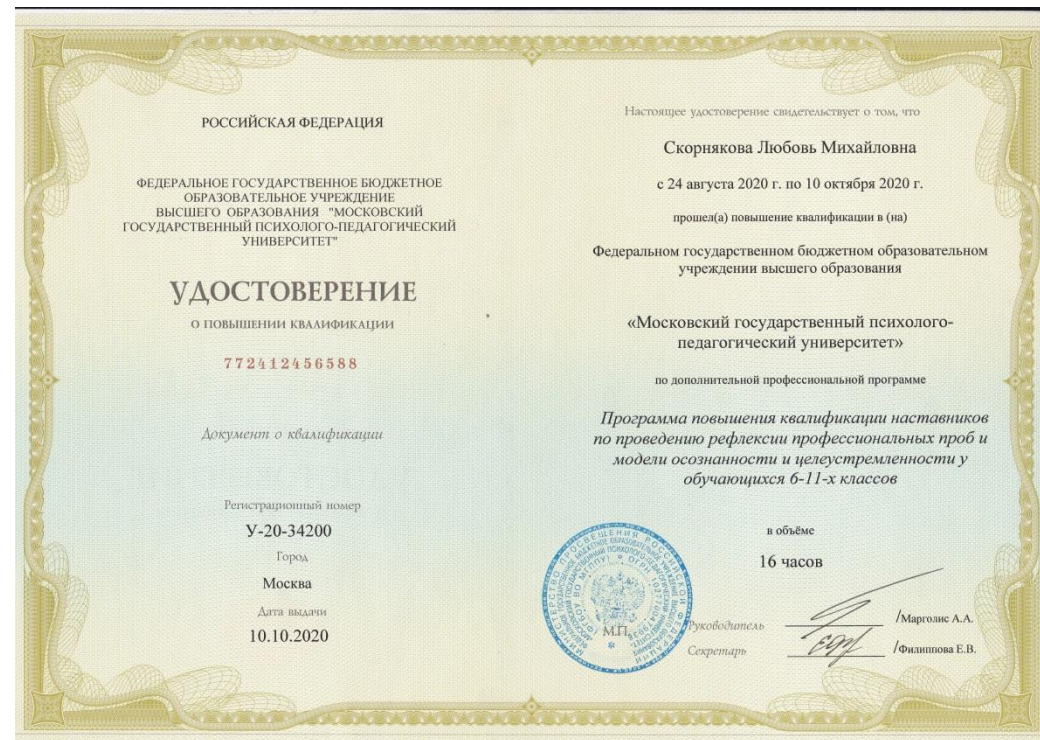 РОССИЙСКАЯ ФЕДЕРАЦИЯ
ФЕДЕРАЛЬНОЕ ГОСУДАРСТВЕННОЕ БЮДЖЕТНОЕ
ОБРАЗОВАТЕЛЬНОЕ УЧРЕЖДЕНИЕ
ВЫСШЕГО ОБРАЗОВАНИЯ "МОСКОВСКИЙ
ГОСУДАРСТВЕННЫЙ ПСИХОЛОГО-ПЕДАГОГИЧЕСКИЙ
УНИВЕРСИТЕТ"
УДОСТОВЕРЕНИЕ
О ПОВЫШЕНИИ КВАЛИФИКАЦИИ
772412456588
Документ о квалификации
Регистрационный номер
У-20-34200
Город
Москва
Дата выдачи
10.10.2020
Настоящее удостоверение свидетельствует о том, что
Скорнякова Любовь Михайловна
с 24 августа 2020 г. по 10 октября 2020 г.
прошел(а) повышение квалификации в (на)
Федеральном государственном бюджетном образовательном
учреждении высшего образования
«Московский государственный психолого-
педагогический университет»
по дополнительной профессиональной программе
Программа повышения квалификации наставников
по проведению рефлексии профессиональных проб и
модели осознанности и целеустремленности у
обучающихся 6-11-х классов
в объёме
16 часов
М.П.
Руководитель /Марголис А.А.
Секретарь /Филиппова Е.В.